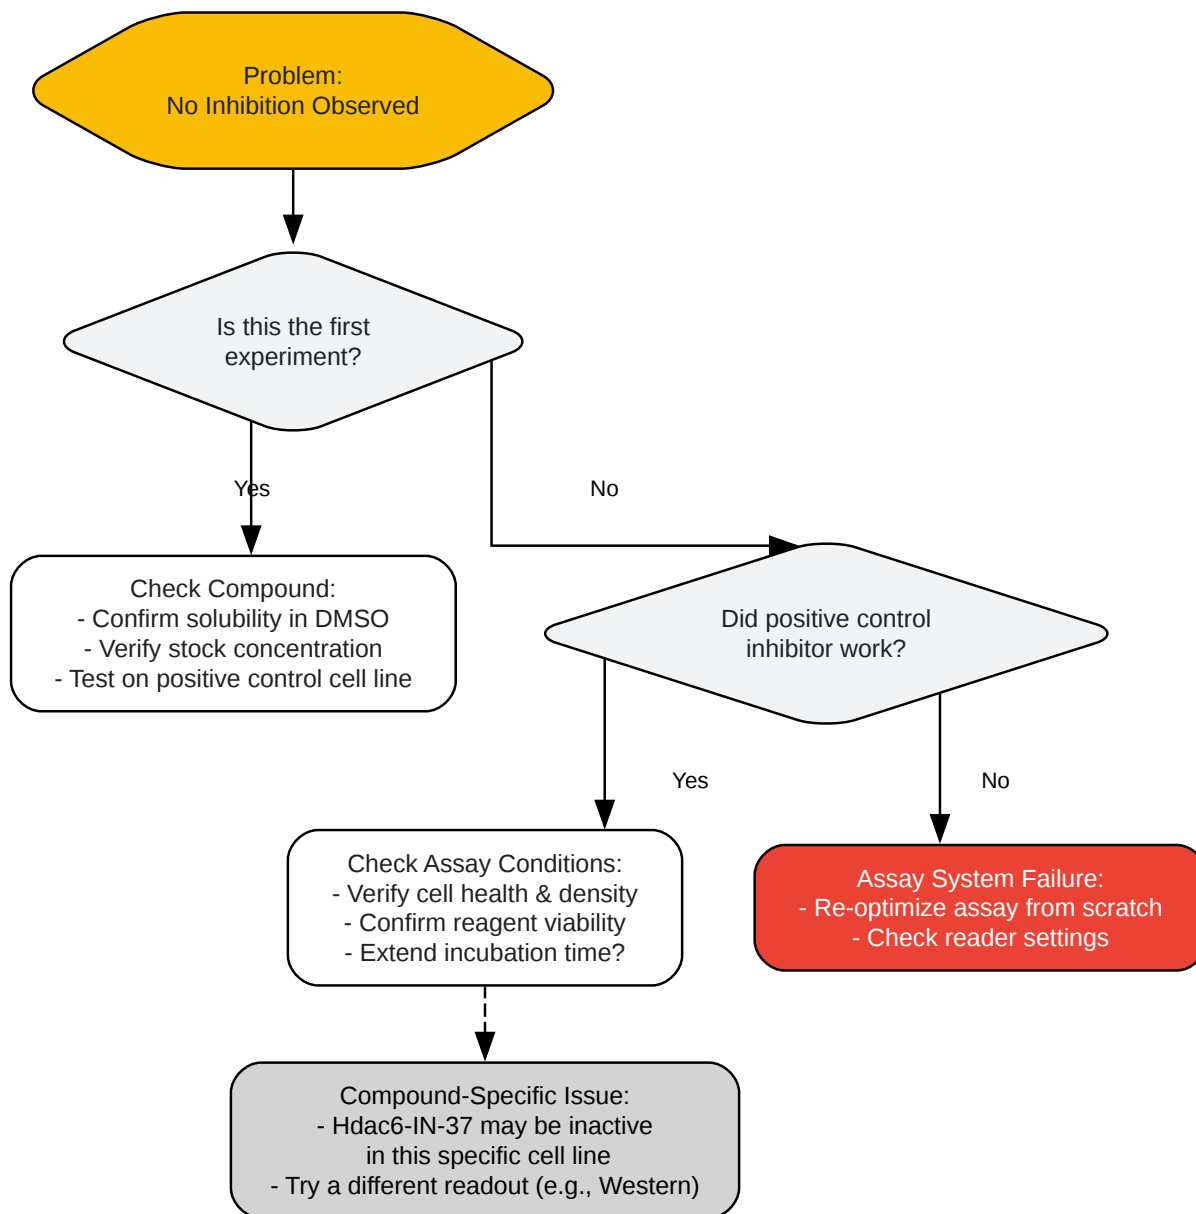 Problem:
No Inhibition Observed
Is this the first
experiment?
Yes
No
Check Compound:
- Confirm solubility in DMSO
- Verify stock concentration
- Test on positive control cell line
Did positive control
inhibitor work?
Yes
No
Check Assay Conditions:
- Verify cell health & density
- Confirm reagent viability
- Extend incubation time?
Assay System Failure:
- Re-optimize assay from scratch
- Check reader settings
Compound-Specific Issue:
- Hdac6-IN-37 may be inactive
in this specific cell line
- Try a different readout (e.g., Western)